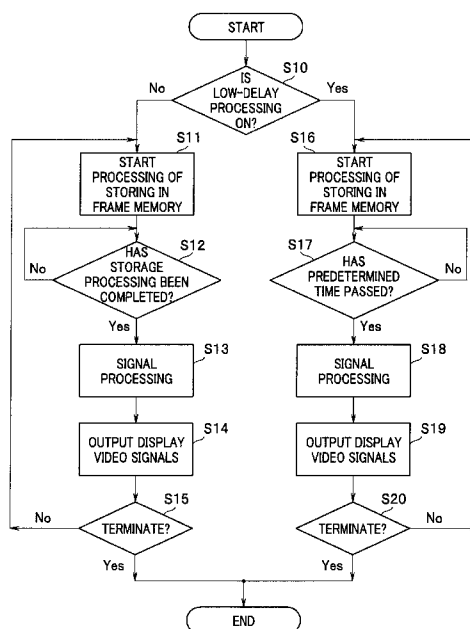 START
S10
IS
LOW-DELAY
PROCESSING
ON?
No
Yes
S11
START
PROCESSING OF
STORING IN
FRAME MEMORY
S12
HAS
STORAGE
PROCESSING BEEN
COMPLETED?
No
Yes
S13
SIGNAL
PROCESSING
S14
OUTPUT DISPLAY
VIDEO SIGNALS
S15
TERMINATE?
No
Yes
S16
START
PROCESSING OF
STORING IN
FRAME MEMORY
S17
HAS
PREDETERMINED
TIME PASSED?
No
Yes
S18
SIGNAL
PROCESSING
S19
OUTPUT DISPLAY
VIDEO SIGNALS
S20
TERMINATE?
No
Yes
END